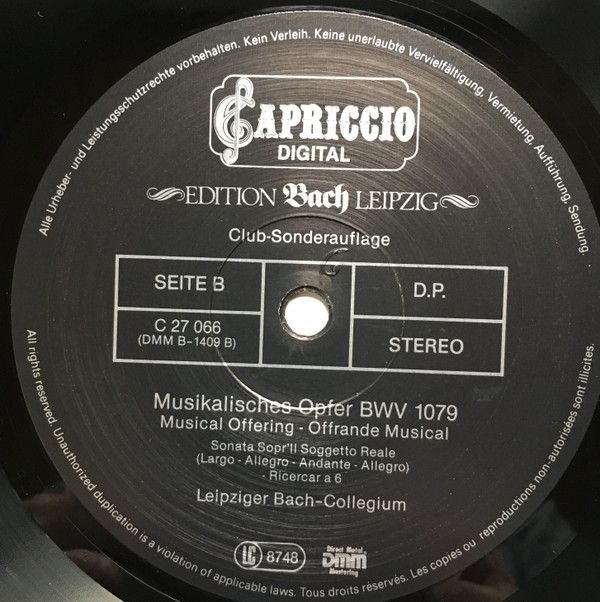 Alle Urheber- und Leistungsschutzrechte vorbehalten. Kein Verleih. Keine unerlaubte Vervielfältigung, Vermietung, Aufführung, Sendung.
CAPRICCIO
DIGITAL
EDITION Bach LEIPZIG
Club-Sonderauflage
SEITE B
D.P.
C 27 066
(DMM B-1409 B)
STEREO
Musikalisches Opfer BWV 1079
Musical Offering - Offrande Musical
Sonata Sopr'Il Soggetto Reale
(Largo - Allegro - Andante - Allegro)
- Ricercar a 6
Leipziger Bach-Collegium
LC 8748
Direct Metal
DMM
Mastering
All rights reserved. Unauthorized duplication is a violation of applicable laws. Tous droits réservés. Les copies ou reproductions non-autorisées sont illicites.